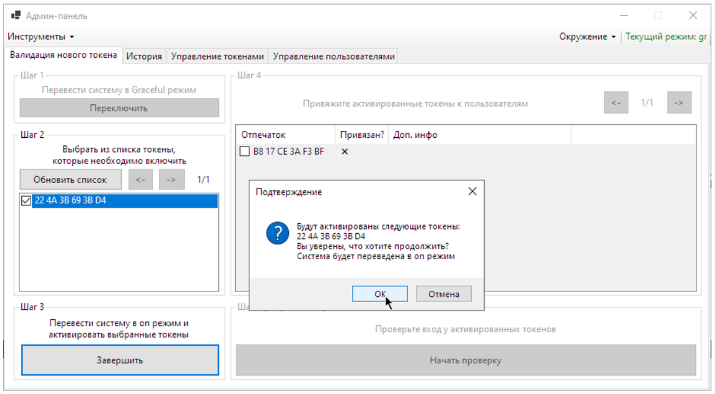 Админ-панель
Инструменты
Окружение
Текущий режим: gr
Валидация нового токена
История
Управление токенами
Управление пользователями
Шаг 1
Перевести систему в Graceful режим
Переключить
Шаг 2
Выбрать из списка токены,
которые необходимо включить
Обновить список
<-
->
1/1
22 4A 3B 69 3B D4
Шаг 3
Перевести систему в on режим и
активировать выбранные токены
Завершить
Шаг 4
Привяжите активированные токены к пользователям
<-
1/1
->
Отпечаток
Привязан?
Доп. инфо
B8 17 CE 3A F3 BF
×
Подтверждение
Будут активированы следующие токены:
22 4A 3B 69 3B D4
Вы уверены, что хотите продолжить?
Система будет переведена в on режим
OK
Отмена
Проверьте вход у активированных токенов
Начать проверку